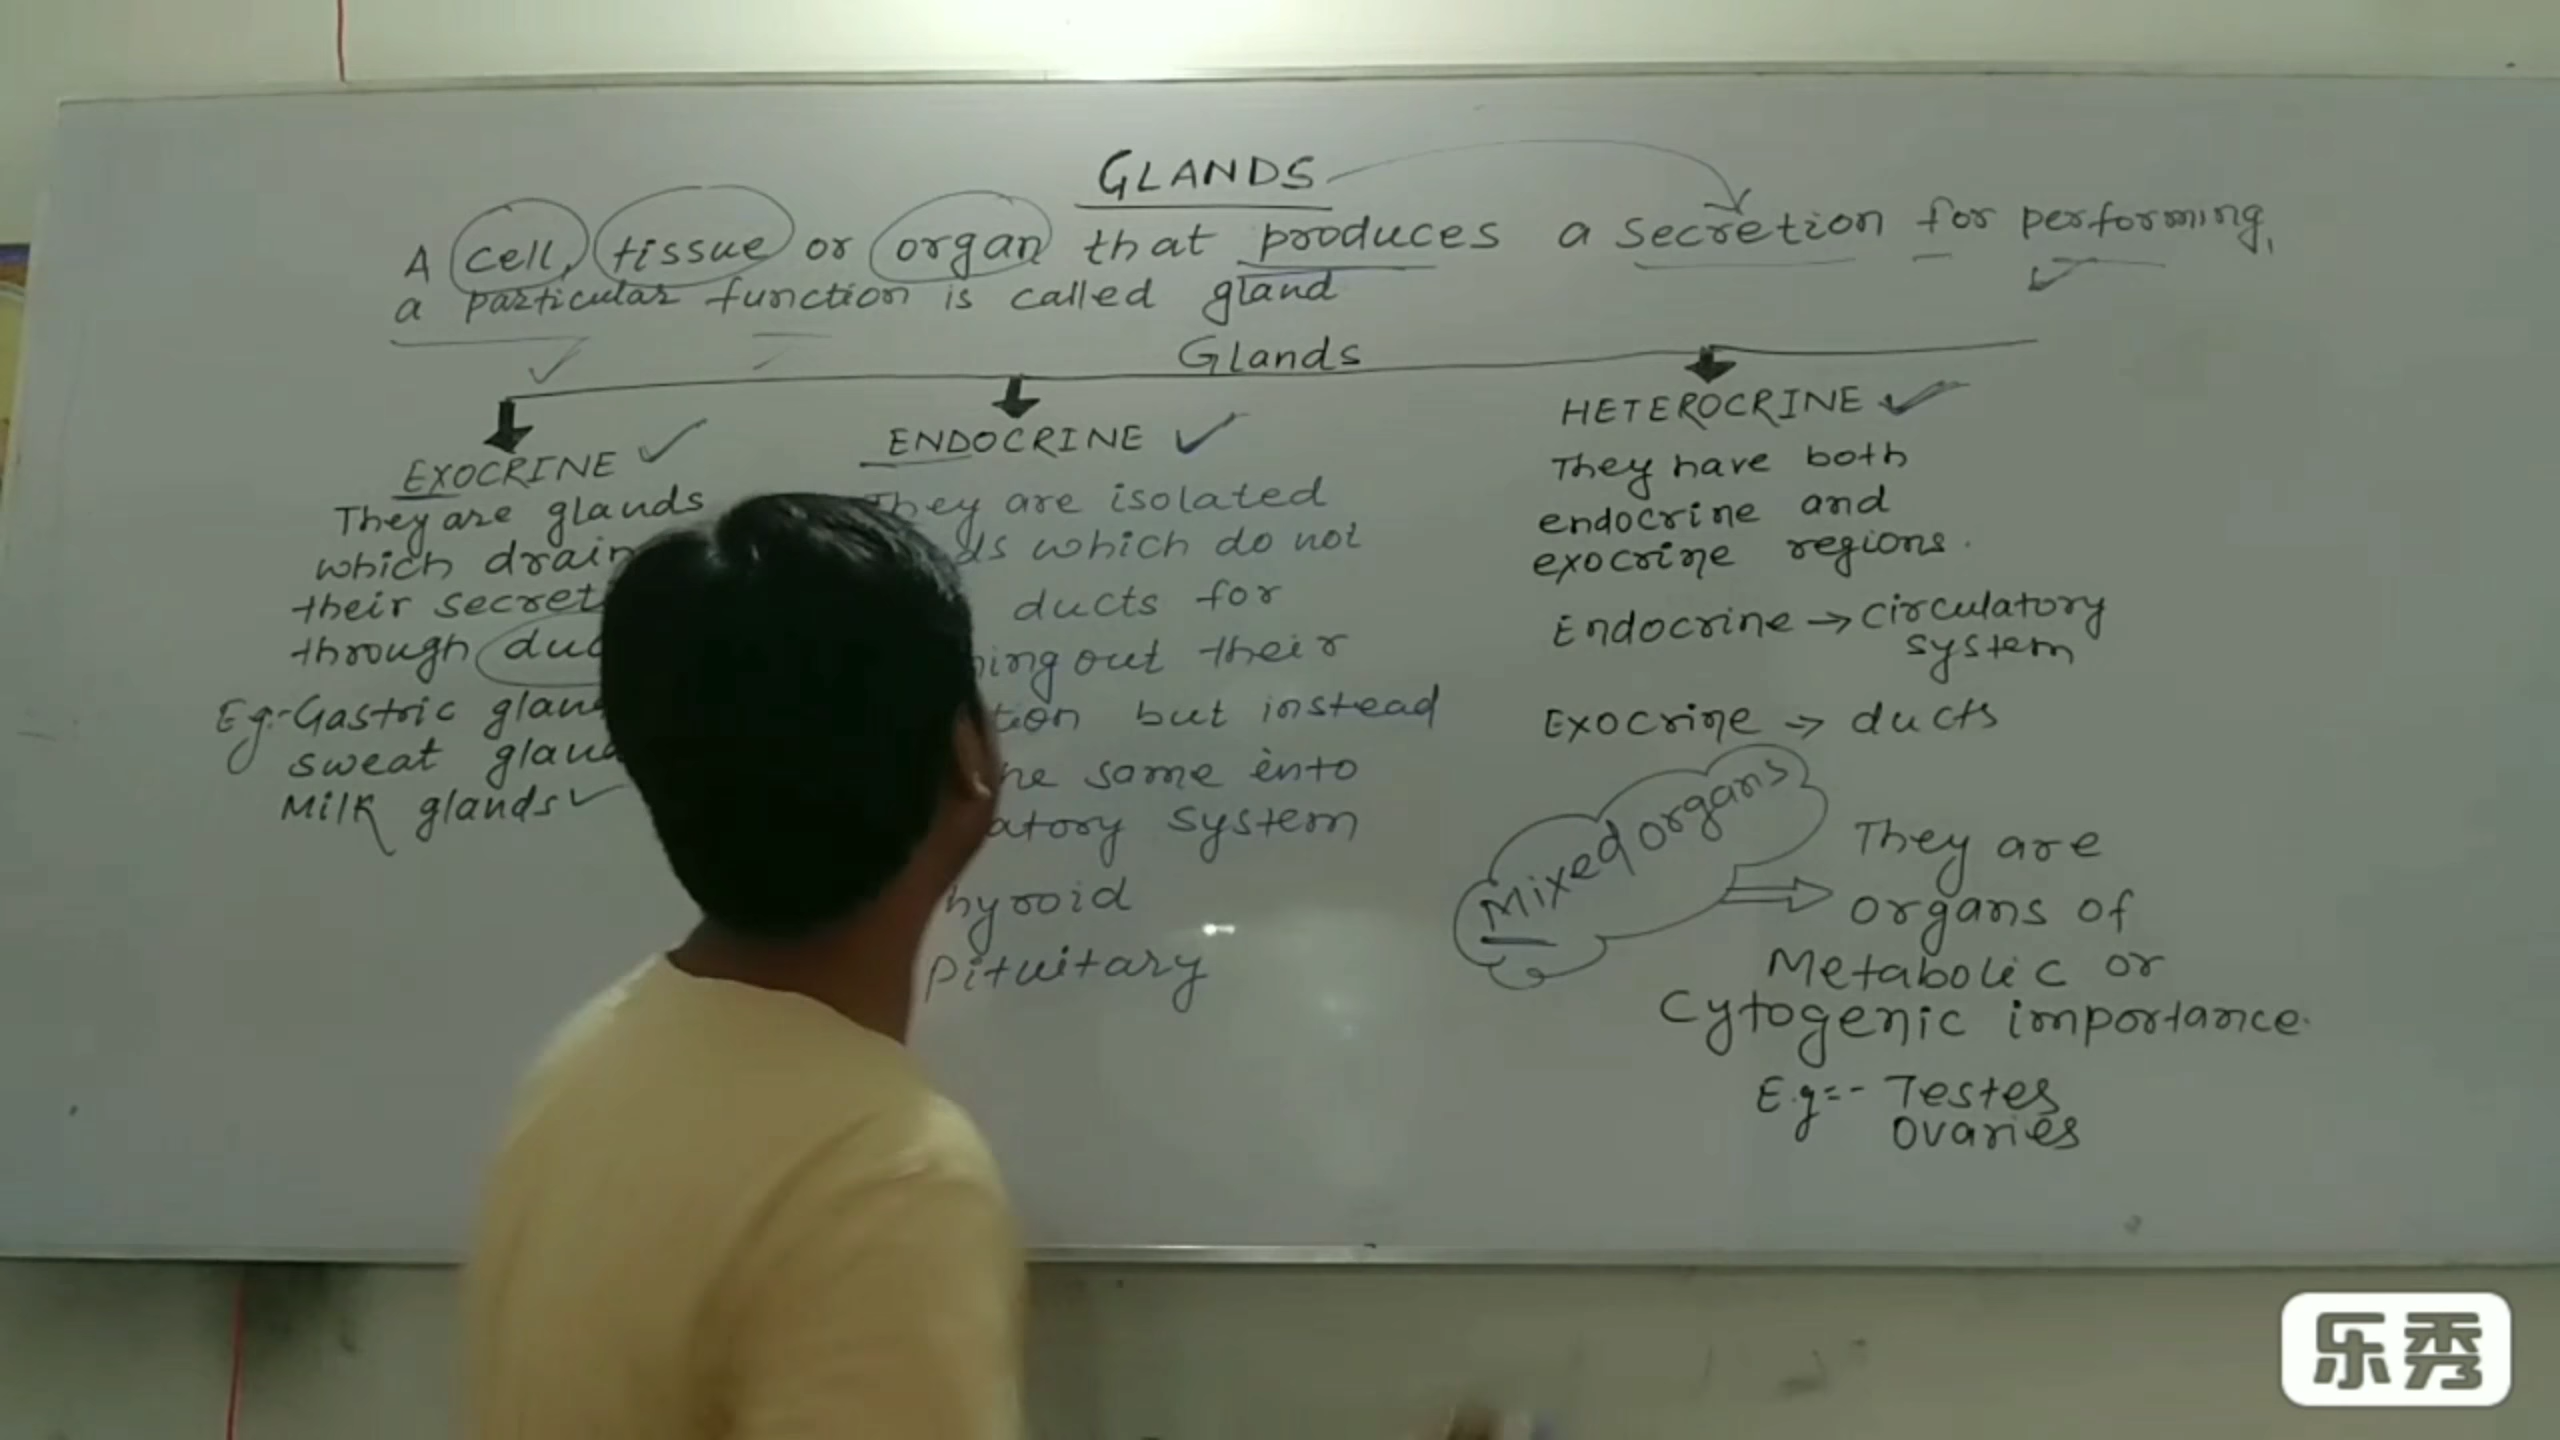 GLANDS
A cell, tissue or organ that produces a secretion for performing,
a particular function is called gland
Glands
EXOCRINE
They are glands
which drain
their
through
Eg:-Gastric
sweat
Milk glands
ENDOCRINE
They are isolated
which do not
ducts for
out their
but instead
same into
system
Pituitary
HETEROCRINE
They have both
endocrine and
exocrine regions.
Endocrine → circulatory
system
Exocrine → ducts
Mixed organs
They are
organs of
Metabolic or
Cytogenic importance.
E.g:- Testes
Ovaries
乐秀